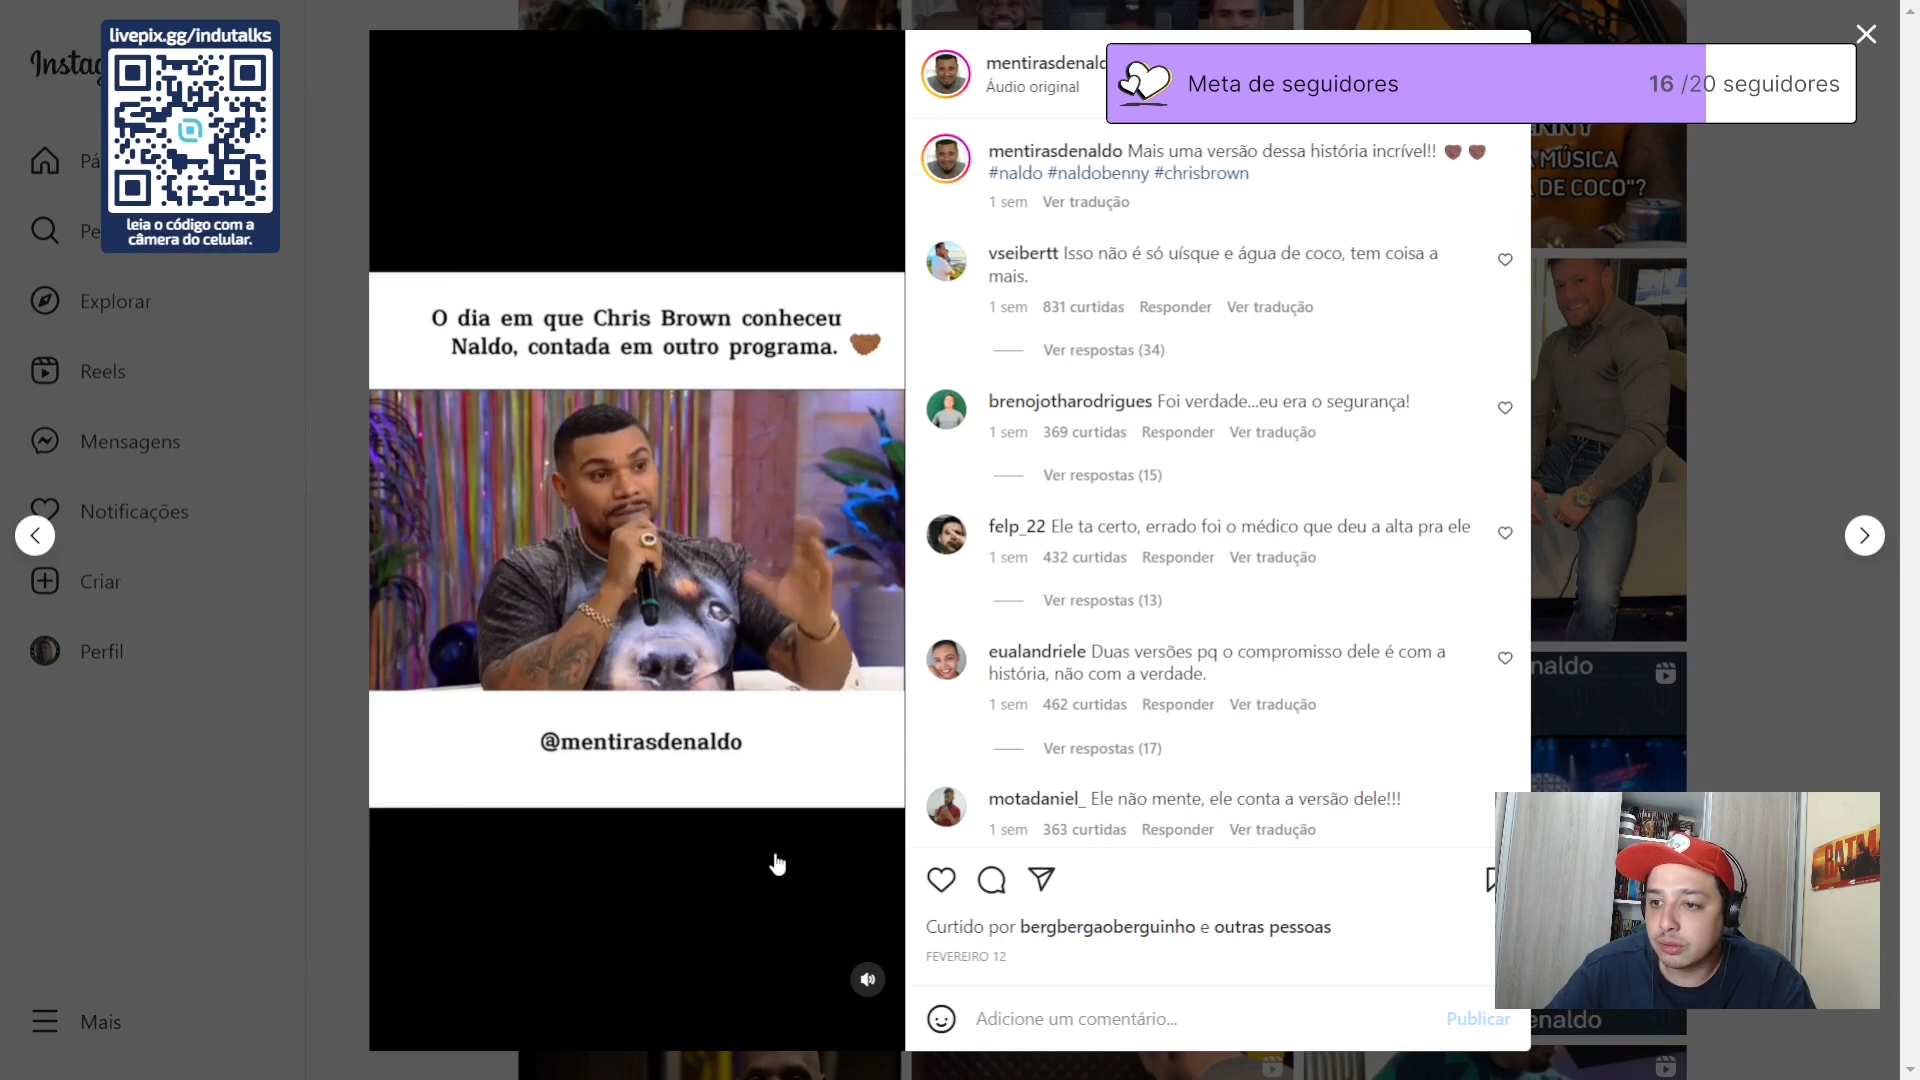 livepix.gg/indutalks
leia o código com a
câmera do celular.
Explorar
Reels
Mensagens
Notificações
Criar
Perfil
Mais
O dia em que Chris Brown conheceu
Naldo, contada em outro programa.
@mentirasdenaldo
Áudio original
Meta de seguidores
16 /20 seguidores
mentirasdenaldo Mais uma versão dessa história incrível!!
#naldo #naldobenny #chrisbrown
1 sem Ver tradução
vseibertt Isso não é só uísque e água de coco, tem coisa a
mais.
1 sem 831 curtidas Responder Ver tradução
Ver respostas (34)
brenojotharodrigues Foi verdade...eu era o segurança!
1 sem 369 curtidas Responder Ver tradução
Ver respostas (15)
felp_22 Ele ta certo, errado foi o médico que deu a alta pra ele
1 sem 432 curtidas Responder Ver tradução
Ver respostas (13)
eualandriele Duas versões pq o compromisso dele é com a
história, não com a verdade.
1 sem 462 curtidas Responder Ver tradução
Ver respostas (17)
motadaniel_ Ele não mente, ele conta a versão dele!!!
1 sem 363 curtidas Responder Ver tradução
Curtido por bergbergaoberguinho e outras pessoas
FEVEREIRO 12
Adicione um comentário...
Publicar
MÚSICA
DE COCO"?
naldo
enaldo